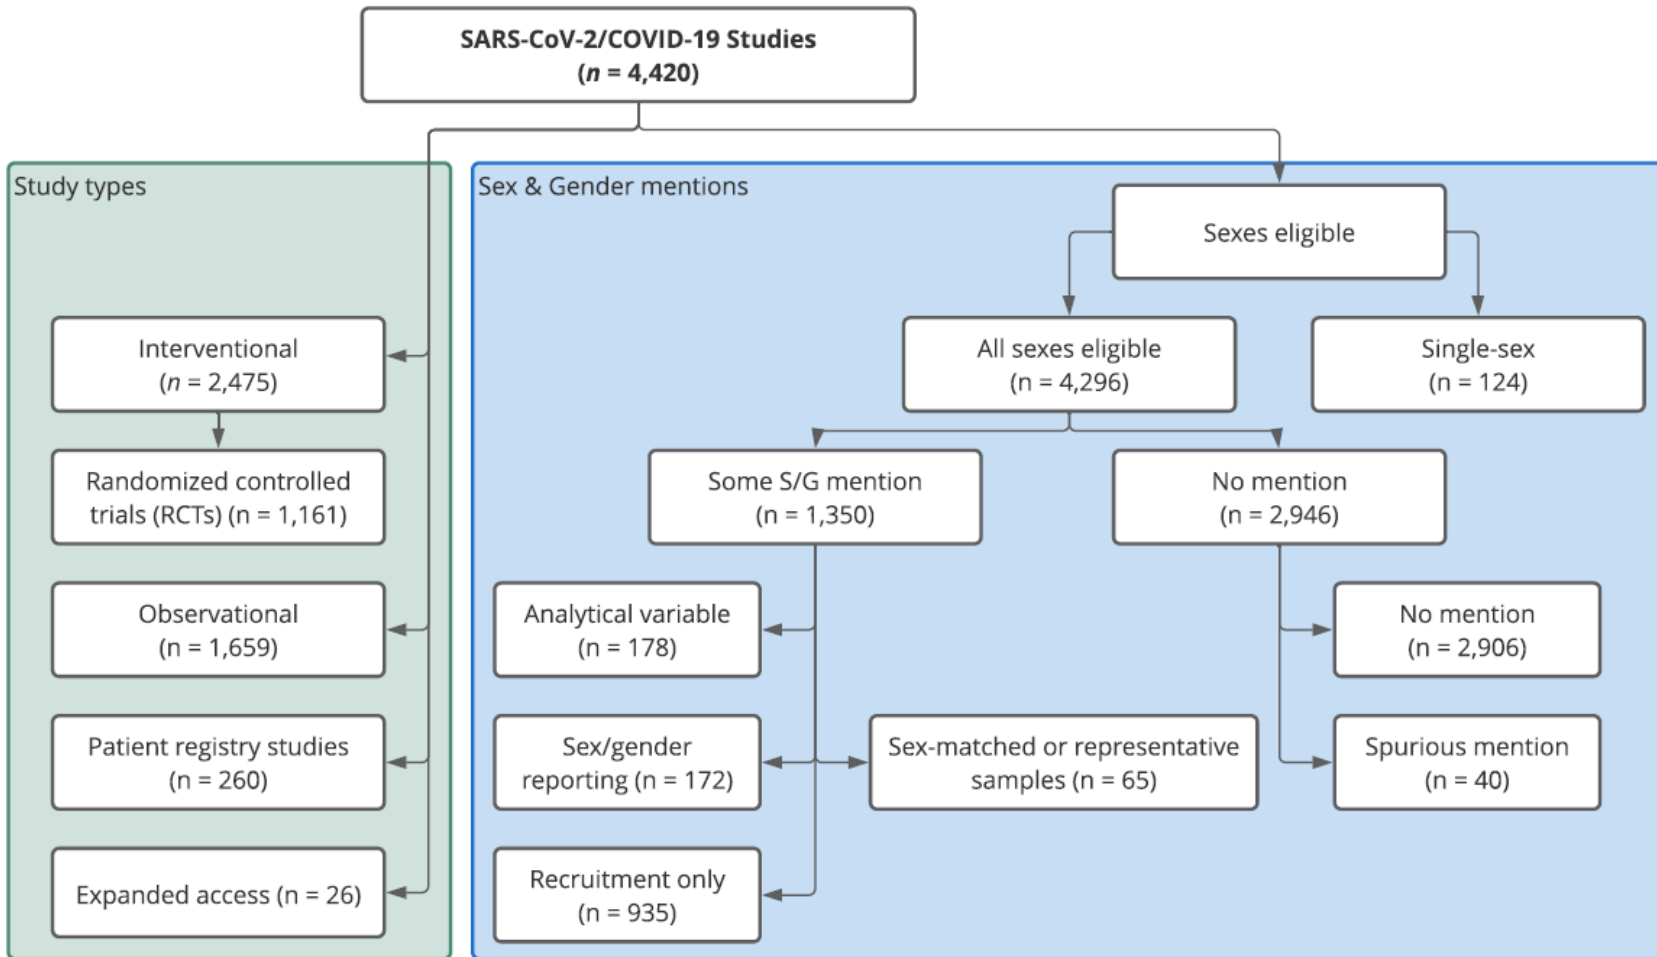 SARS-CoV-2/COVID-19 Studies
(n = 4,420)
Study types
Interventional
(n = 2,475)
Randomized controlled
trials (RCTs) (n = 1,161)
Observational
(n = 1,659)
Patient registry studies
(n = 260)
Expanded access (n = 26)
Sex & Gender mentions
Sexes eligible
All sexes eligible
(n = 4,296)
Single-sex
(n = 124)
Some S/G mention
(n = 1,350)
No mention
(n = 2,946)
Analytical variable
(n = 178)
No mention
(n = 2,906)
Sex/gender
reporting (n = 172)
Sex-matched or representative
samples (n = 65)
Spurious mention
(n = 40)
Recruitment only
(n = 935)